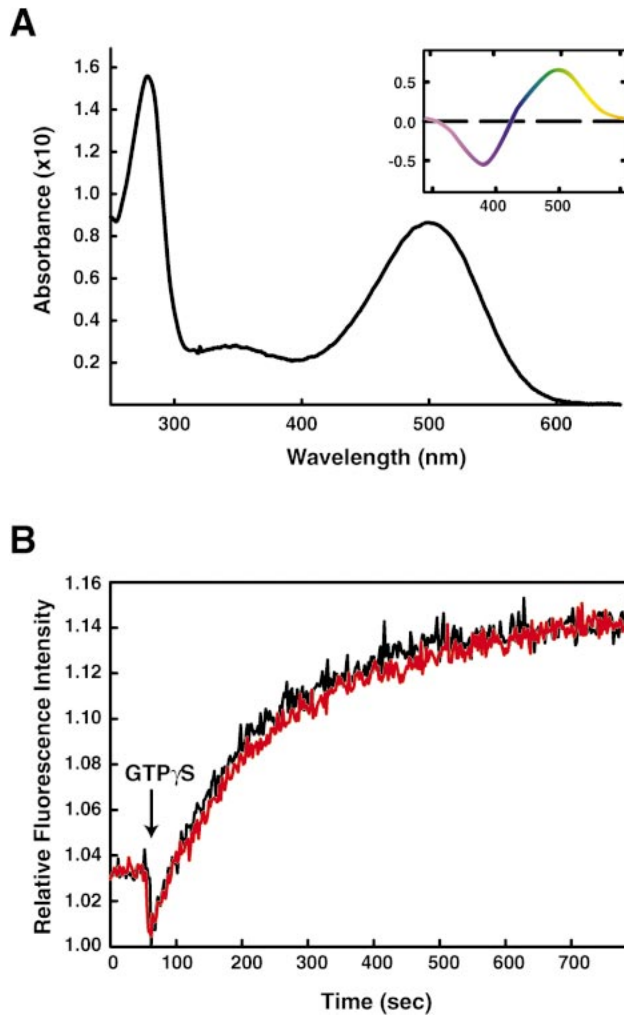 A
Absorbance (x10)
1.6
1.4
1.2
1.0
0.8
0.6
0.4
0.2
300 400 500 600
Wavelength (nm)
0.5
0.0
-0.5
400 500
B
Relative Fluorescence Intensity
1.16
1.14
1.12
1.10
1.08
1.06
1.04
1.02
1.00
GTPγS
0 100 200 300 400 500 600 700
Time (sec)